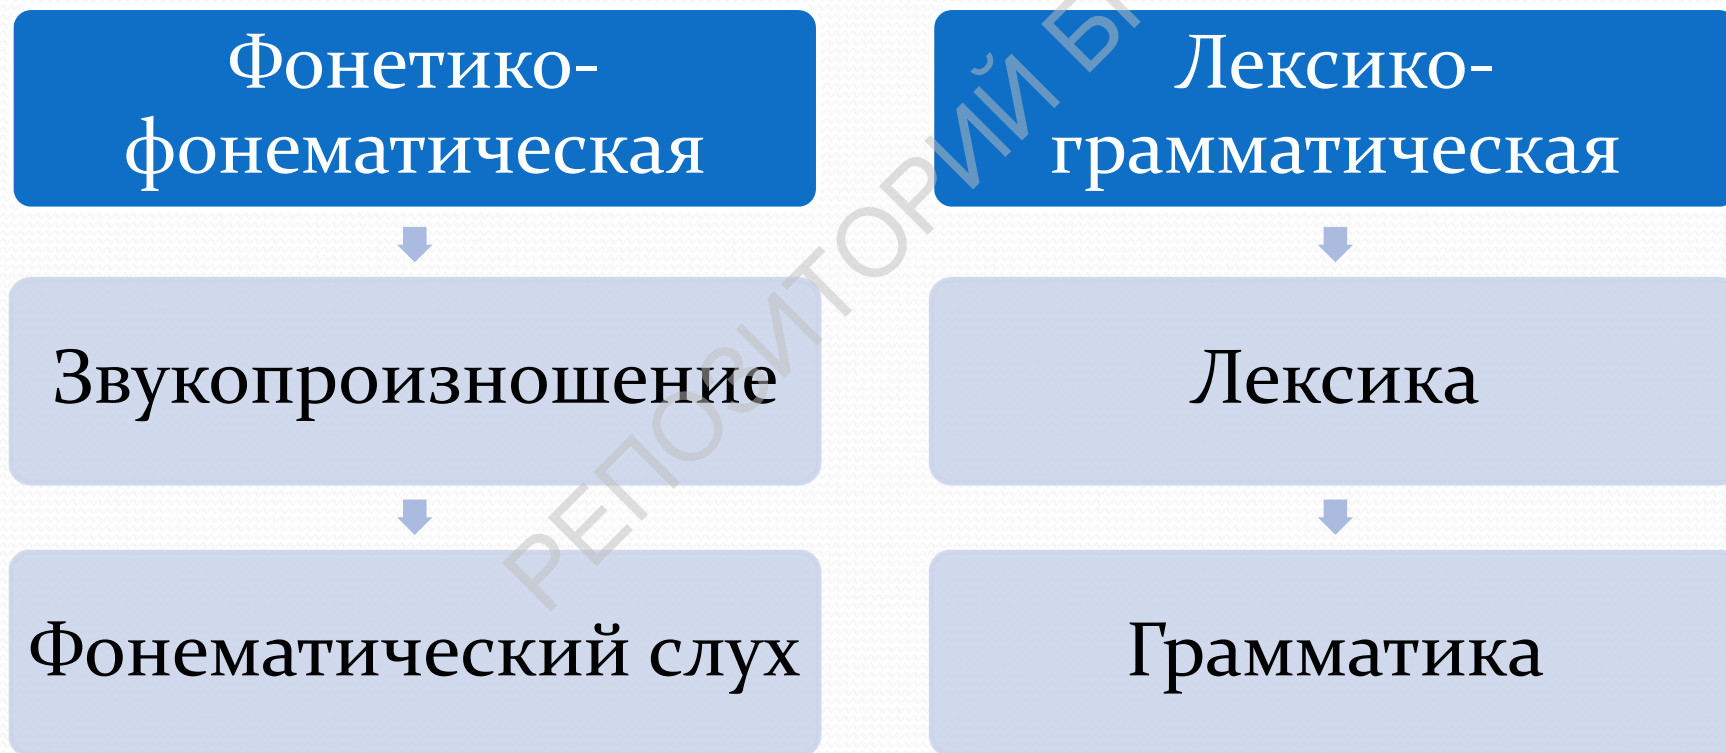 Фонетико-
фонематическая
Звукопроизношение
Фонематический слух
Лексико-
грамматическая
Лексика
Грамматика
РЕПОЗИТОРИЙ